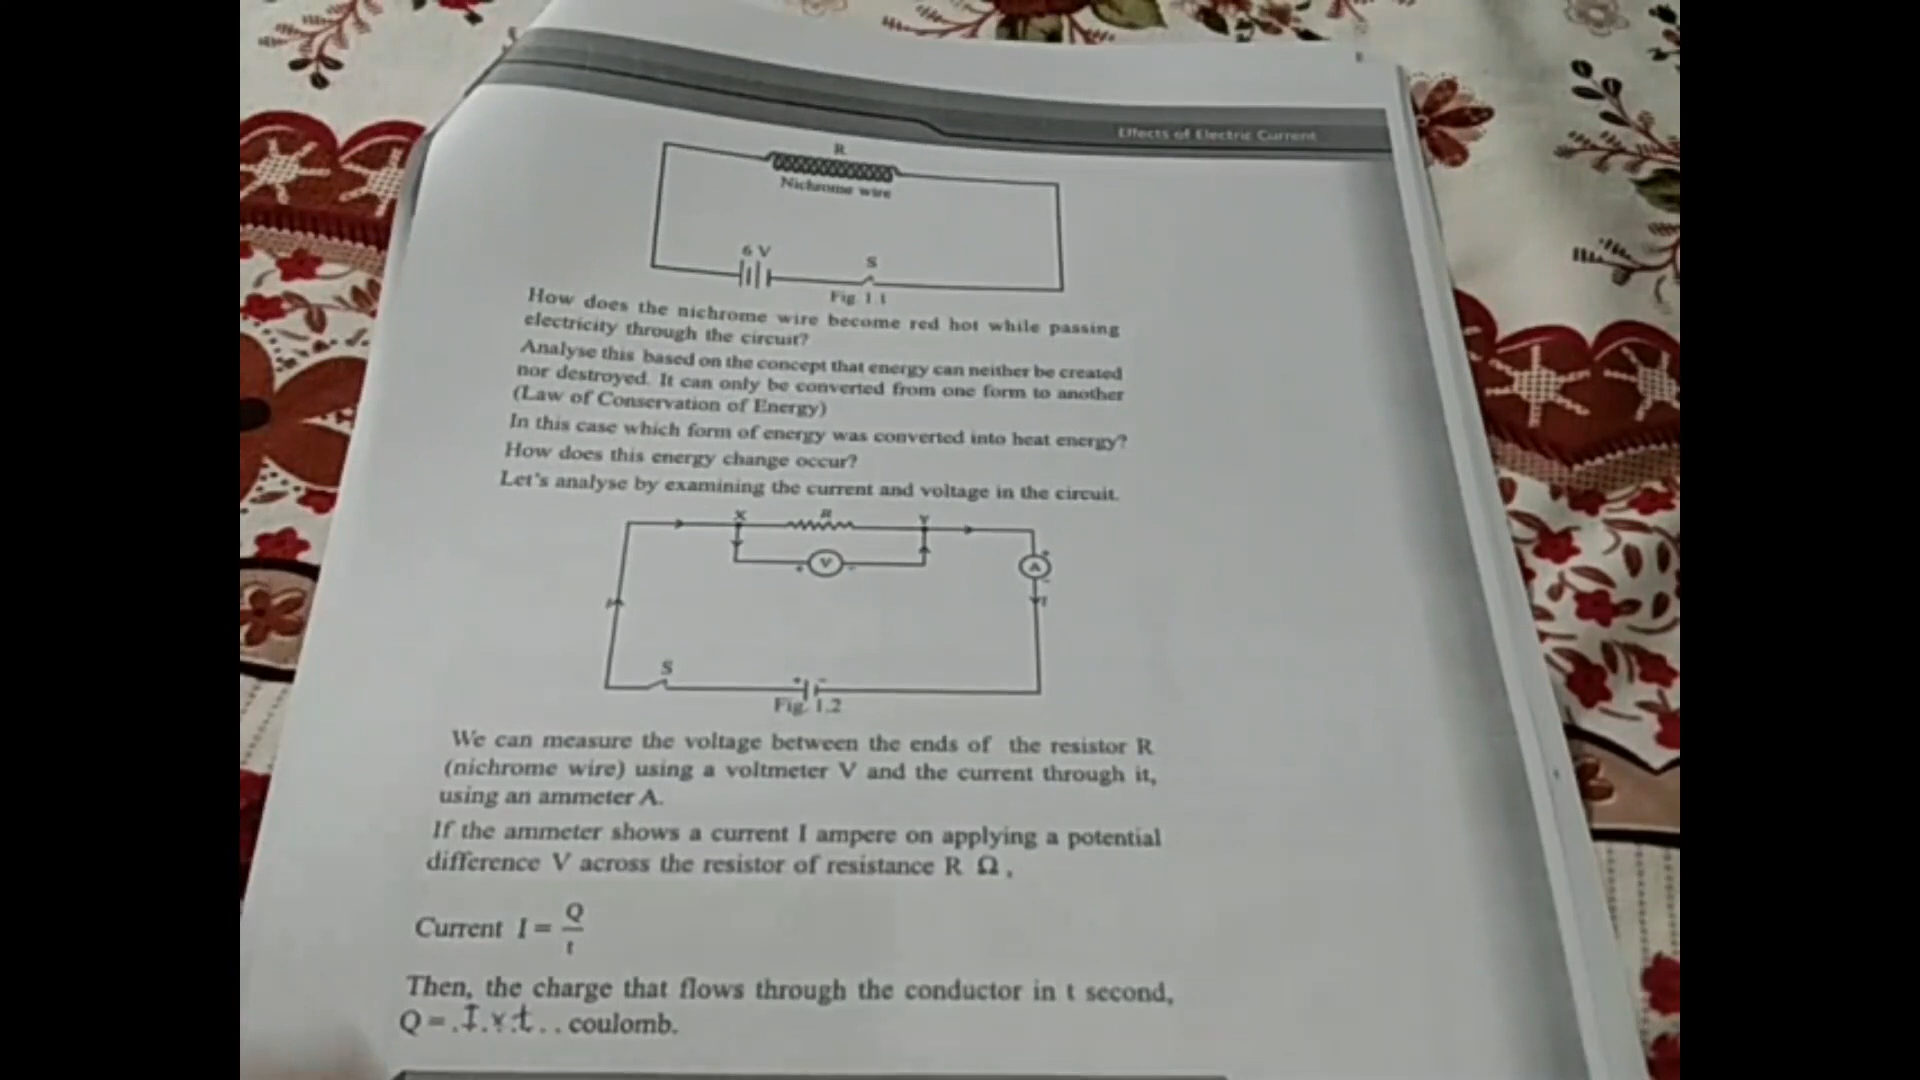 Effects of Electric Current
R
Nichrome wire
6 V
S
Fig 1.1
How does the nichrome wire become red hot while passing
electricity through the circuit?
Analyse this based on the concept that energy can neither be created
nor destroyed. It can only be converted from one form to another
(Law of Conservation of Energy)
In this case which form of energy was converted into heat energy?
How does this energy change occur?
Let's analyse by examining the current and voltage in the circuit.
X R Y
+ V -
+
A
-
I
S
+ -
Fig. 1.2
We can measure the voltage between the ends of the resistor R
(nichrome wire) using a voltmeter V and the current through it,
using an ammeter A.
If the ammeter shows a current I ampere on applying a potential
difference V across the resistor of resistance R Ω,
Current I = Q/t
Then, the charge that flows through the conductor in t second,
Q = .I.x.t.. coulomb.